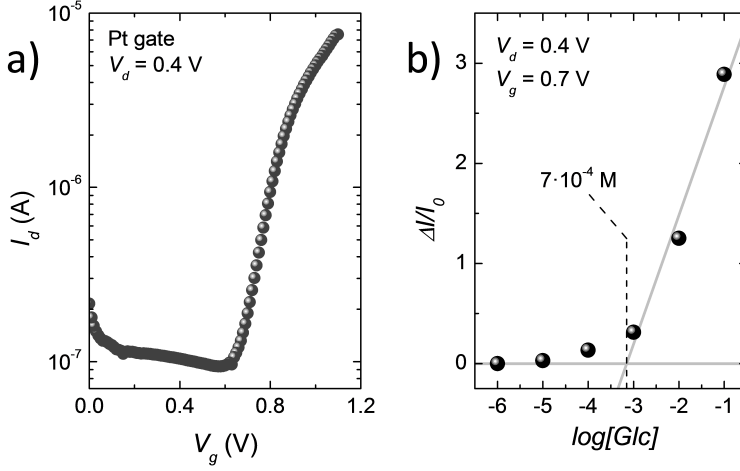 a)
Pt gate
V_d = 0.4 V
10⁻⁵
10⁻⁶
10⁻⁷
I_d (A)
0.0 0.4 0.8 1.2
V_g (V)
b)
V_d = 0.4 V
V_g = 0.7 V
7·10⁻⁴ M
3
2
1
0
ΔI/I₀
-6 -5 -4 -3 -2 -1
log[Glc]